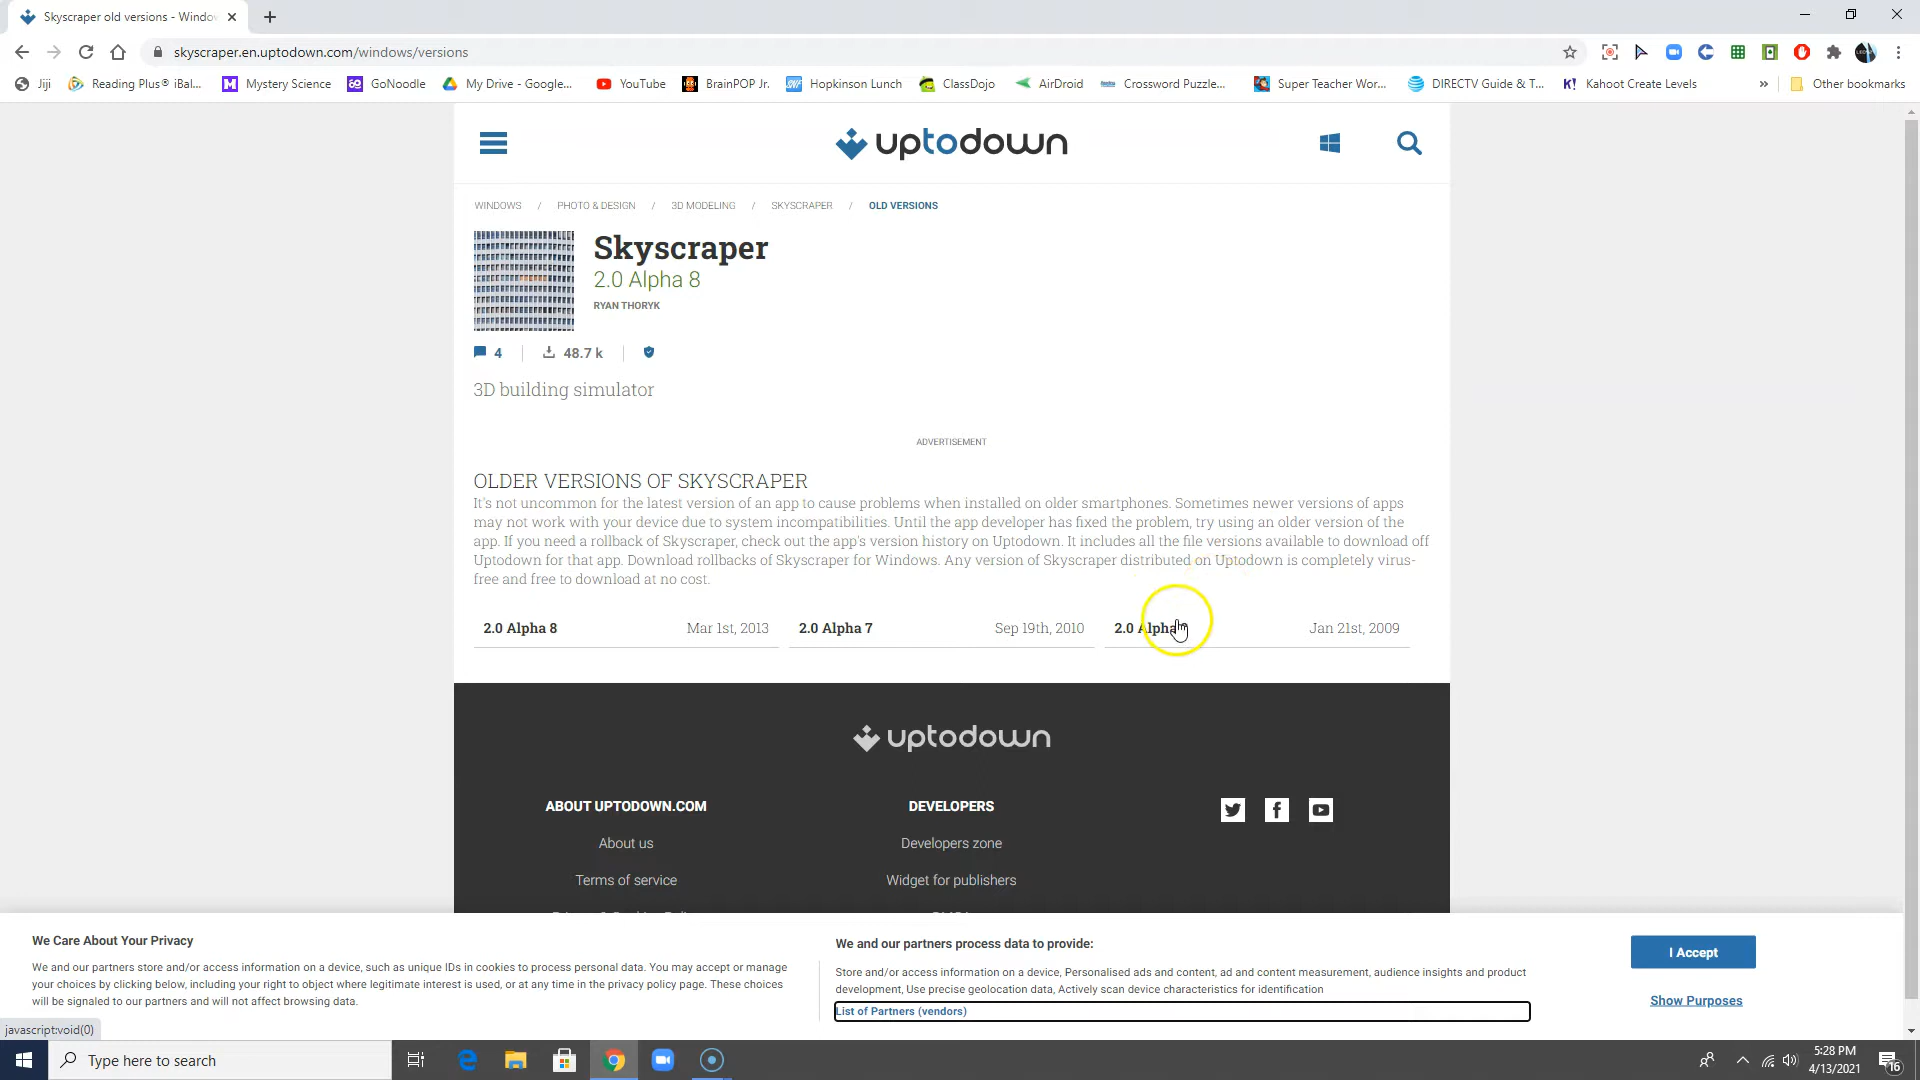 Skyscraper old versions - Windo
skyscraper.en.uptodown.com/windows/versions
Jiji
Reading Plus® iBal...
Mystery Science
GoNoodle
My Drive - Google...
YouTube
BrainPOP Jr.
Hopkinson Lunch
ClassDojo
AirDroid
Crossword Puzzle...
Super Teacher Wor...
DIRECTV Guide & T...
K! Kahoot Create Levels
»
Other bookmarks
uptodown
WINDOWS / PHOTO & DESIGN / 3D MODELING / SKYSCRAPER / OLD VERSIONS
Skyscraper
2.0 Alpha 8
RYAN THORYK
4
48.7 k
3D building simulator
ADVERTISEMENT
OLDER VERSIONS OF SKYSCRAPER
It's not uncommon for the latest version of an app to cause problems when installed on older smartphones. Sometimes newer versions of apps
may not work with your device due to system incompatibilities. Until the app developer has fixed the problem, try using an older version of the
app. If you need a rollback of Skyscraper, check out the app's version history on Uptodown. It includes all the file versions available to download off
Uptodown for that app. Download rollbacks of Skyscraper for Windows. Any version of Skyscraper distributed on Uptodown is completely virus-
free and free to download at no cost.
2.0 Alpha 8 Mar 1st, 2013
2.0 Alpha 7 Sep 19th, 2010
2.0 Alpha Jan 21st, 2009
uptodown
ABOUT UPTODOWN.COM
About us
Terms of service
DEVELOPERS
Developers zone
Widget for publishers
We Care About Your Privacy
We and our partners store and/or access information on a device, such as unique IDs in cookies to process personal data. You may accept or manage
your choices by clicking below, including your right to object where legitimate interest is used, or at any time in the privacy policy page. These choices
will be signaled to our partners and will not affect browsing data.
We and our partners process data to provide:
Store and/or access information on a device, Personalised ads and content, ad and content measurement, audience insights and product
development, Use precise geolocation data, Actively scan device characteristics for identification
List of Partners (vendors)
I Accept
Show Purposes
javascript:void(0)
Type here to search
5:28 PM
4/13/2021
16